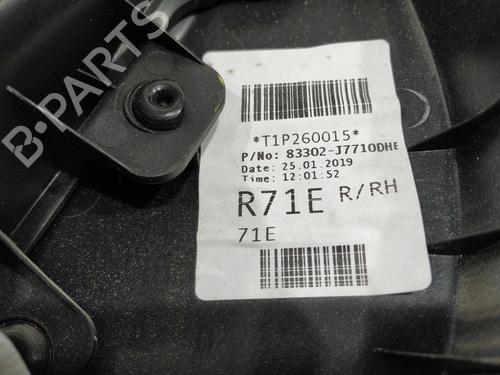 B-PARTS
*T1P260015*
P/No: 83302-J7710DHE
Date: 25.01.2019
Time: 12:01:52
R71E R/RH
71E